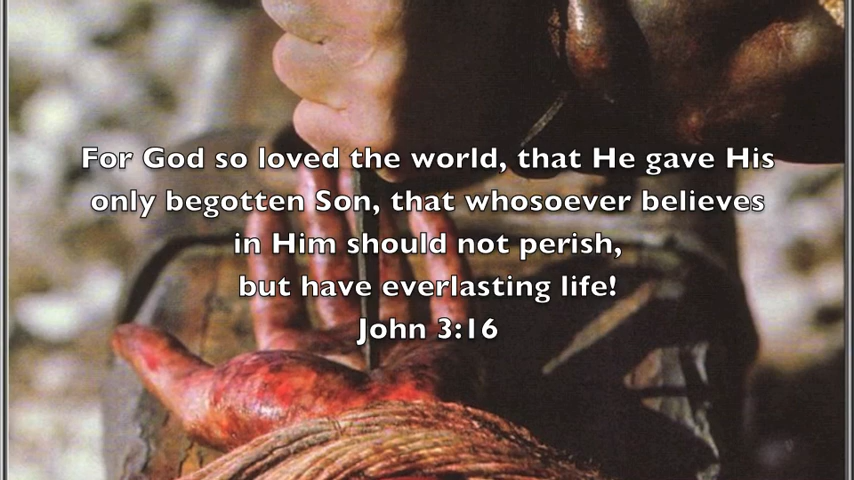 For God so loved the world, that He gave His
only begotten Son, that whosoever believes
in Him should not perish,
but have everlasting life!
John 3:16